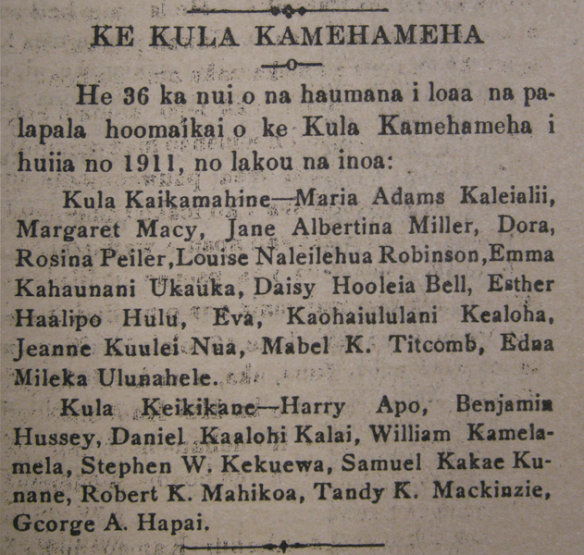 KE KULA KAMEHAMEHA
He 36 ka nui o na haumana i loaa na pa-
lapala hoomaikai o ke Kula Kamehameha i
huiia no 1911, no lakou na inoa:
Kula Kaikamahine—Maria Adams Kaleialii,
Margaret Macy, Jane Albertina Miller, Dora,
Rosina Peiler, Louise Naleilehua Robinson, Emma
Kahaunani Ukauka, Daisy Hooleia Bell, Esther
Haalipo Hulu, Eva, Kaohaiululani Kealoha,
Jeanne Kuulei Nua, Mabel K. Titcomb, Edna
Mileka Ulunahele.
Kula Keikikane—Harry Apo, Benjamin
Hussey, Daniel Kaalohi Kalai, William Kamela-
mela, Stephen W. Kekuewa, Samuel Kakae Ku-
nane, Robert K. Mahikoa, Tandy K. Mackinzie,
George A. Hapai.